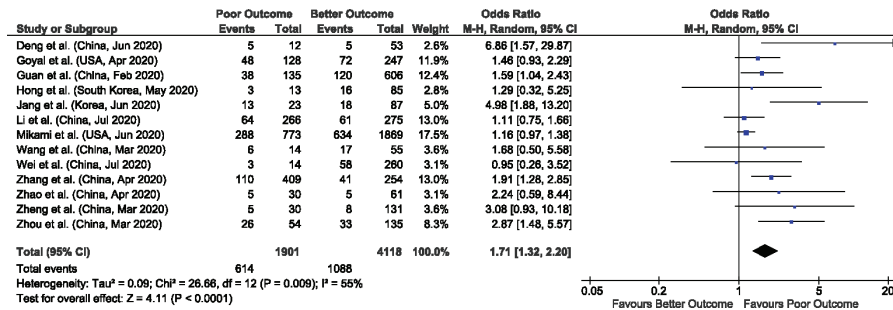 Poor Outcome Better Outcome Odds Ratio Odds Ratio
Study or Subgroup Events Total Events Total Weight M-H, Random, 95% CI M-H, Random, 95% CI
Deng et al. (China, Jun 2020) 5 12 5 53 2.6% 6.86 [1.57, 29.87]
Goyal et al. (USA, Apr 2020) 48 128 72 247 11.9% 1.46 [0.93, 2.29]
Guan et al. (China, Feb 2020) 38 135 120 606 12.4% 1.59 [1.04, 2.43]
Hong et al. (South Korea, May 2020) 3 13 16 85 2.8% 1.29 [0.32, 5.25]
Jang et al. (Korea, Jun 2020) 13 23 18 87 5.0% 4.98 [1.88, 13.20]
Li et al. (China, Jul 2020) 64 266 61 275 13.2% 1.11 [0.75, 1.66]
Mikami et al. (USA, Jun 2020) 288 773 634 1869 17.5% 1.16 [0.97, 1.38]
Wang et al. (China, Mar 2020) 6 14 17 55 3.7% 1.68 [0.50, 5.58]
Wei et al. (China, Jul 2020) 3 14 58 260 3.1% 0.95 [0.26, 3.52]
Zhang et al. (China, Apr 2020) 110 409 41 254 13.0% 1.91 [1.28, 2.85]
Zhao et al. (China, Apr 2020) 5 30 5 61 3.2% 2.24 [0.59, 8.44]
Zheng et al. (China, Mar 2020) 5 30 8 131 3.6% 3.08 [0.93, 10.18]
Zhou et al. (China, Mar 2020) 26 54 33 135 8.3% 2.87 [1.48, 5.57]
Total (95% CI) 1901 4118 100.0% 1.71 [1.32, 2.20]
Total events 614 1088
Heterogeneity: Tau² = 0.09; Chi² = 26.66, df = 12 (P = 0.009); I² = 55%
Test for overall effect: Z = 4.11 (P < 0.0001)
0.05 0.2 1 5 20
Favours Better Outcome Favours Poor Outcome